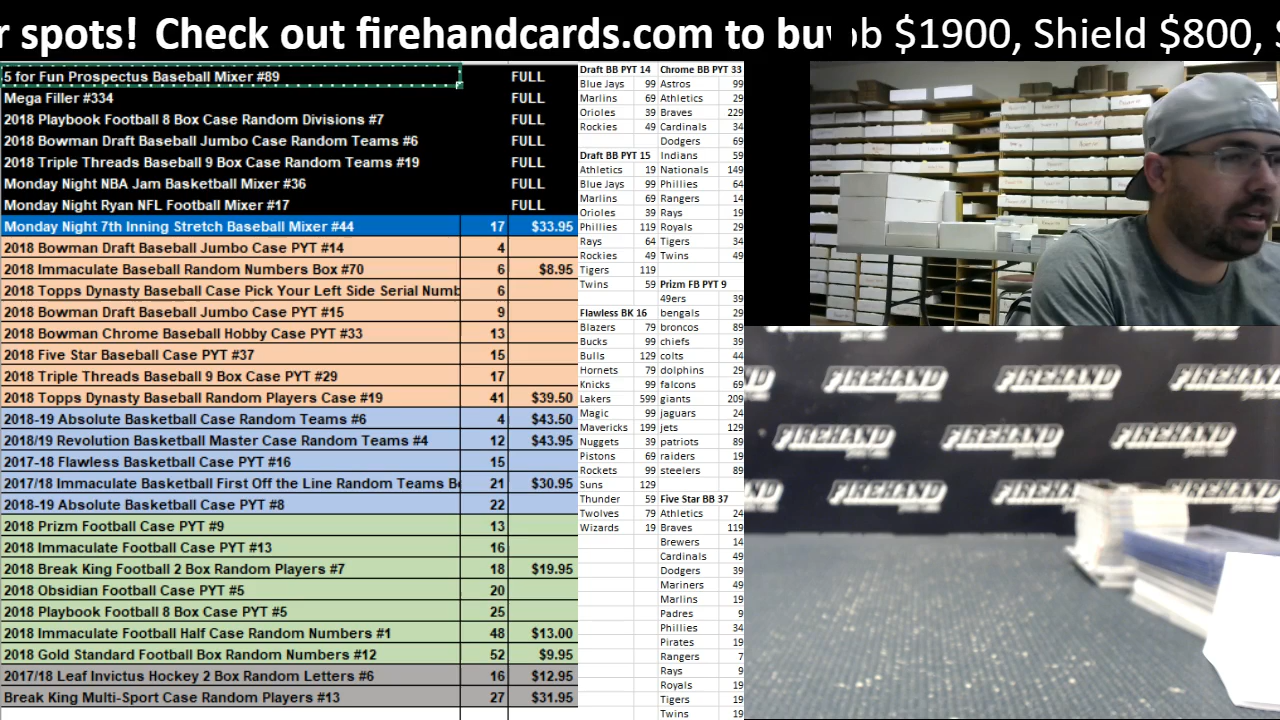 r spots! Check out firehandcards.com to bu
ob $1900, Shield $800, S
5 for Fun Prospectus Baseball Mixer #89 FULL
Mega Filler #334 FULL
2018 Playbook Football 8 Box Case Random Divisions #7 FULL
2018 Bowman Draft Baseball Jumbo Case Random Teams #6 FULL
2018 Triple Threads Baseball 9 Box Case Random Teams #19 FULL
Monday Night NBA Jam Basketball Mixer #36 FULL
Monday Night Ryan NFL Football Mixer #17 FULL
Monday Night 7th Inning Stretch Baseball Mixer #44 17 $33.95
2018 Bowman Draft Baseball Jumbo Case PYT #14 4
2018 Immaculate Baseball Random Numbers Box #70 6 $8.95
2018 Topps Dynasty Baseball Case Pick Your Left Side Serial Numb 6
2018 Bowman Draft Baseball Jumbo Case PYT #15 9
2018 Bowman Chrome Baseball Hobby Case PYT #33 13
2018 Five Star Baseball Case PYT #37 15
2018 Triple Threads Baseball 9 Box Case PYT #29 17
2018 Topps Dynasty Baseball Random Players Case #19 41 $39.50
2018-19 Absolute Basketball Case Random Teams #6 4 $43.50
2018/19 Revolution Basketball Master Case Random Teams #4 12 $43.95
2017-18 Flawless Basketball Case PYT #16 15
2017/18 Immaculate Basketball First Off the Line Random Teams Bo 21 $30.95
2018-19 Absolute Basketball Case PYT #8 22
2018 Prizm Football Case PYT #9 13
2018 Immaculate Football Case PYT #13 16
2018 Break King Football 2 Box Random Players #7 18 $19.95
2018 Obsidian Football Case PYT #5 20
2018 Playbook Football 8 Box Case PYT #5 25
2018 Immaculate Football Half Case Random Numbers #1 48 $13.00
2018 Gold Standard Football Box Random Numbers #12 52 $9.95
2017/18 Leaf Invictus Hockey 2 Box Random Letters #6 16 $12.95
Break King Multi-Sport Case Random Players #13 27 $31.95
Draft BB PYT 14
Blue Jays 99
Marlins 69
Orioles 39
Rockies 49
Draft BB PYT 15
Athletics 19
Blue Jays 99
Marlins 69
Orioles 39
Phillies 119
Rays 64
Rockies 49
Tigers 119
Twins 59
Flawless BK 16
Blazers 79
Bucks 99
Bulls 129
Hornets 79
Knicks 99
Lakers 599
Magic 99
Mavericks 199
Nuggets 39
Pistons 69
Rockets 99
Suns 129
Thunder 59
Twolves 79
Wizards 19
Chrome BB PYT 33
Astros 99
Athletics 29
Braves 229
Cardinals 34
Dodgers 69
Indians 59
Nationals 149
Phillies 64
Rangers 14
Rays 19
Royals 29
Tigers 34
Twins 49
Prizm FB PYT 9
49ers 39
bengals 29
broncos 89
chiefs 39
colts 44
dolphins 29
falcons 69
giants 209
jaguars 24
jets 129
patriots 89
raiders 19
steelers 89
Five Star BB 37
Athletics 24
Braves 119
Brewers 14
Cardinals 49
Dodgers 39
Mariners 49
Marlins 19
Padres 9
Phillies 34
Pirates 19
Rangers 7
Rays 9
Royals 19
Tigers 19
Twins 19
FIREHAND FIREHAND FIREHAND
FIREHAND FIREHAND FIREHAND
FIREHAND FIREHAND